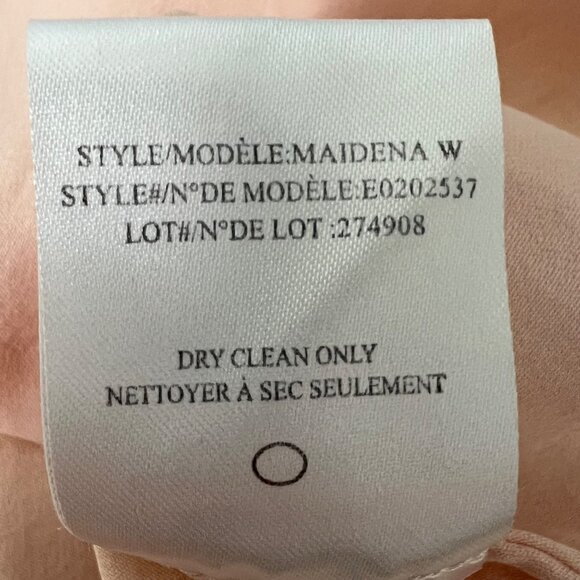 STYLE/MODÈLE:MAIDENA W
STYLE#/N°DE MODÈLE:E0202537
LOT#/N°DE LOT :274908
DRY CLEAN ONLY
NETTOYER À SEC SEULEMENT